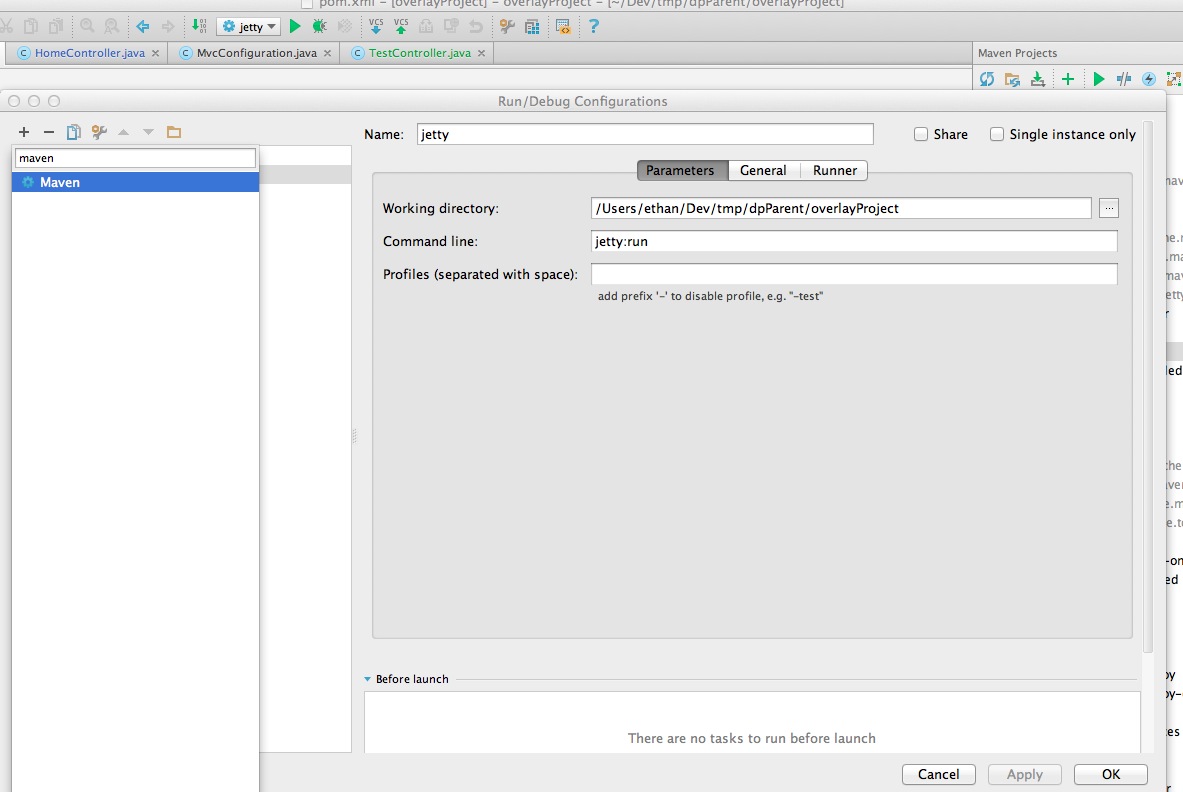 pom.xml – [overlayProject] – overlayProject – [~/Dev/tmp/dpParent/overlayProject]
jetty
VCS VCS
HomeController.java MvcConfiguration.java TestController.java Maven Projects
Run/Debug Configurations
Name: jetty Share Single instance only
maven
Maven
Parameters General Runner
Working directory: /Users/ethan/Dev/tmp/dpParent/overlayProject ...
Command line: jetty:run
Profiles (separated with space):
add prefix '-' to disable profile, e.g. "-test"
Before launch
There are no tasks to run before launch
Cancel Apply OK